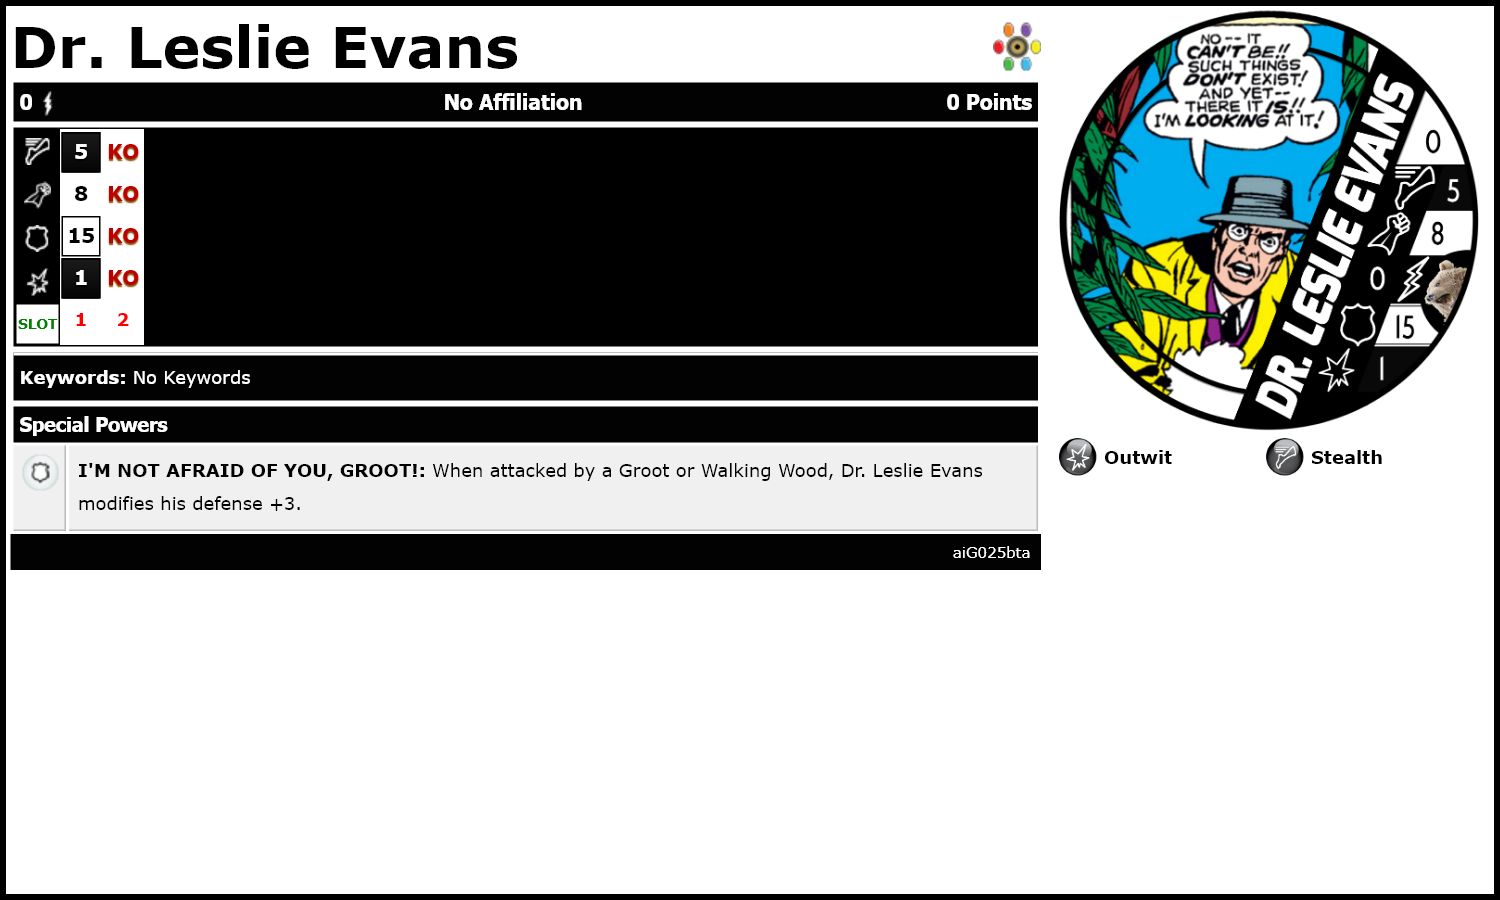 Dr. Leslie Evans
0 No Affiliation 0 Points
5 KO
8 KO
15 KO
1 KO
SLOT 1 2
Keywords: No Keywords
Special Powers
I'M NOT AFRAID OF YOU, GROOT!: When attacked by a Groot or Walking Wood, Dr. Leslie Evans
modifies his defense +3.
aiG025bta
NO-- IT
CAN'T BE!!
SUCH THINGS
DON'T EXIST!
AND YET--
THERE IT IS!!
I'M LOOKING AT IT!
DR. LESLIE EVANS
0
5
8
0
15
1
Outwit
Stealth